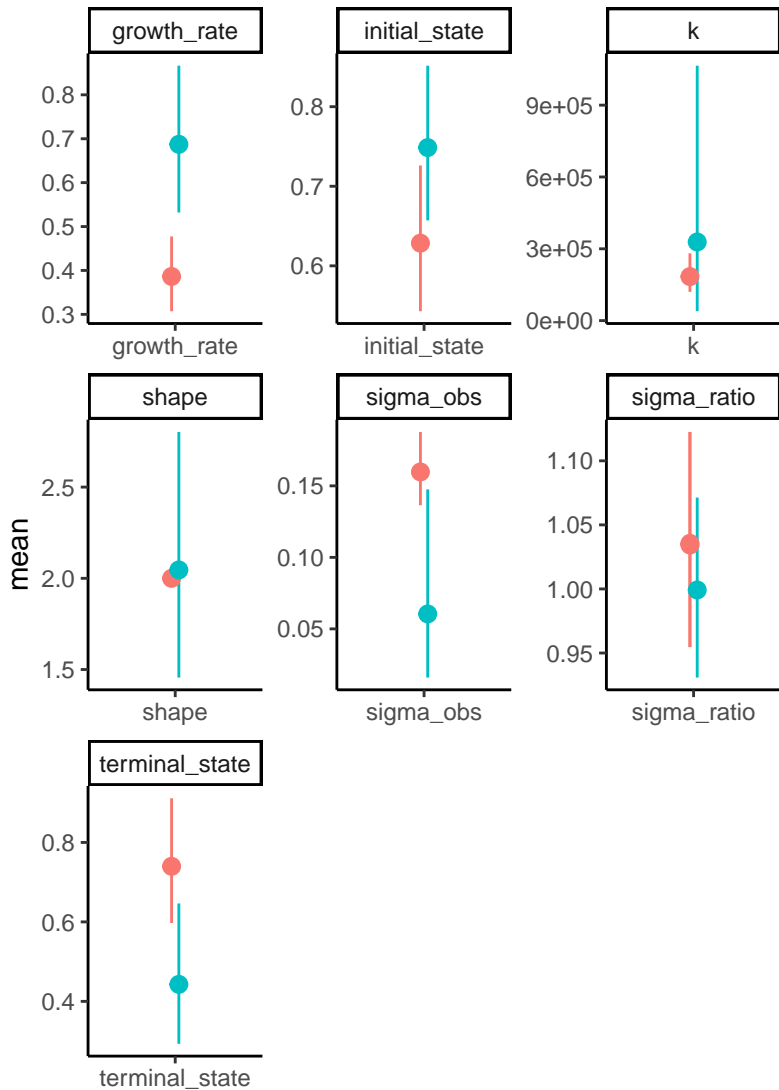 growth_rate
initial_state
k
0.8
0.7
0.6
0.5
0.4
0.3
0.8
0.7
0.6
9e+05
6e+05
3e+05
0e+00
growth_rate
initial_state
k
shape
sigma_obs
sigma_ratio
mean
2.5
2.0
1.5
0.15
0.10
0.05
1.10
1.05
1.00
0.95
shape
sigma_obs
sigma_ratio
terminal_state
0.8
0.6
0.4
terminal_state